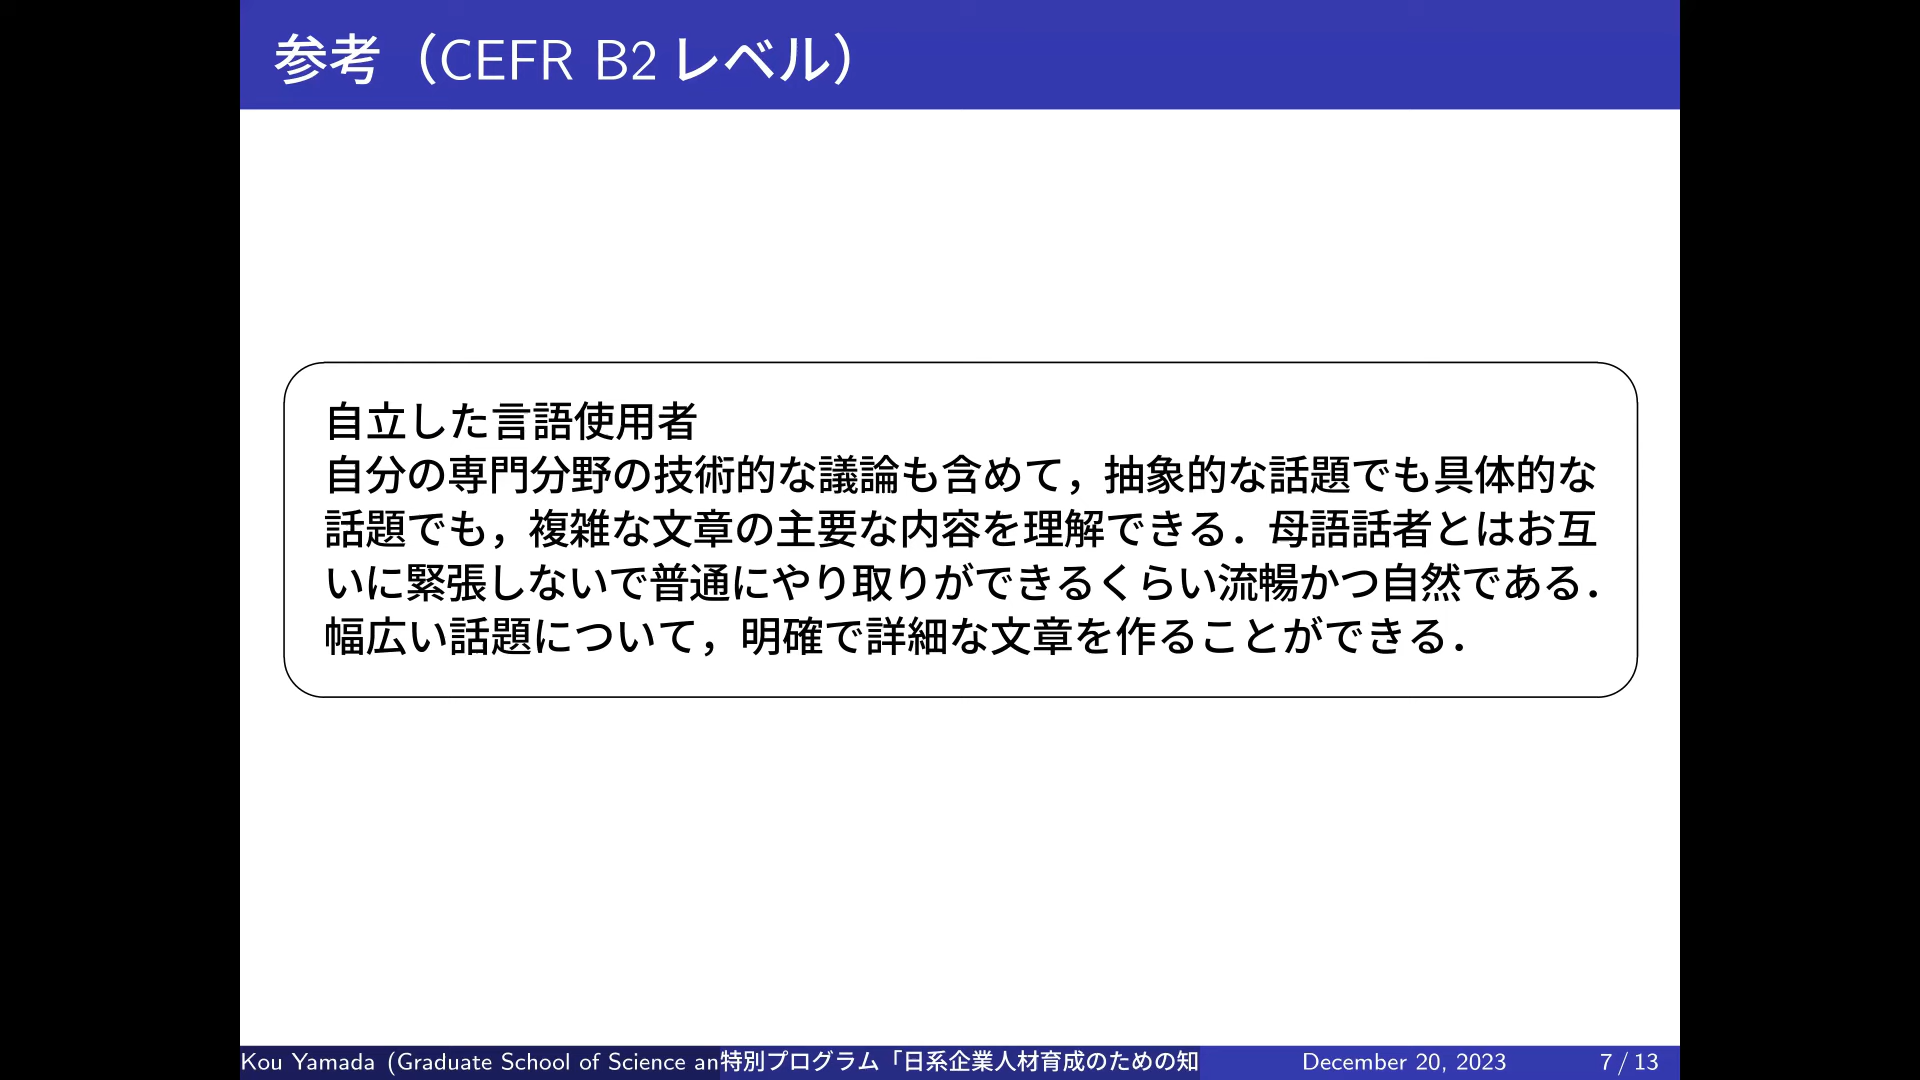 参考（CEFR B2レベル）
自立した言語使用者
自分の専門分野の技術的な議論も含めて，抽象的な話題でも具体的な
話題でも，複雑な文章の主要な内容を理解できる．母語話者とはお互
いに緊張しないで普通にやり取りができるくらい流暢かつ自然である．
幅広い話題について，明確で詳細な文章を作ることができる．
Kou Yamada (Graduate School of Science an特別プログラム「日系企業人材育成のための知 December 20, 2023 7 / 13